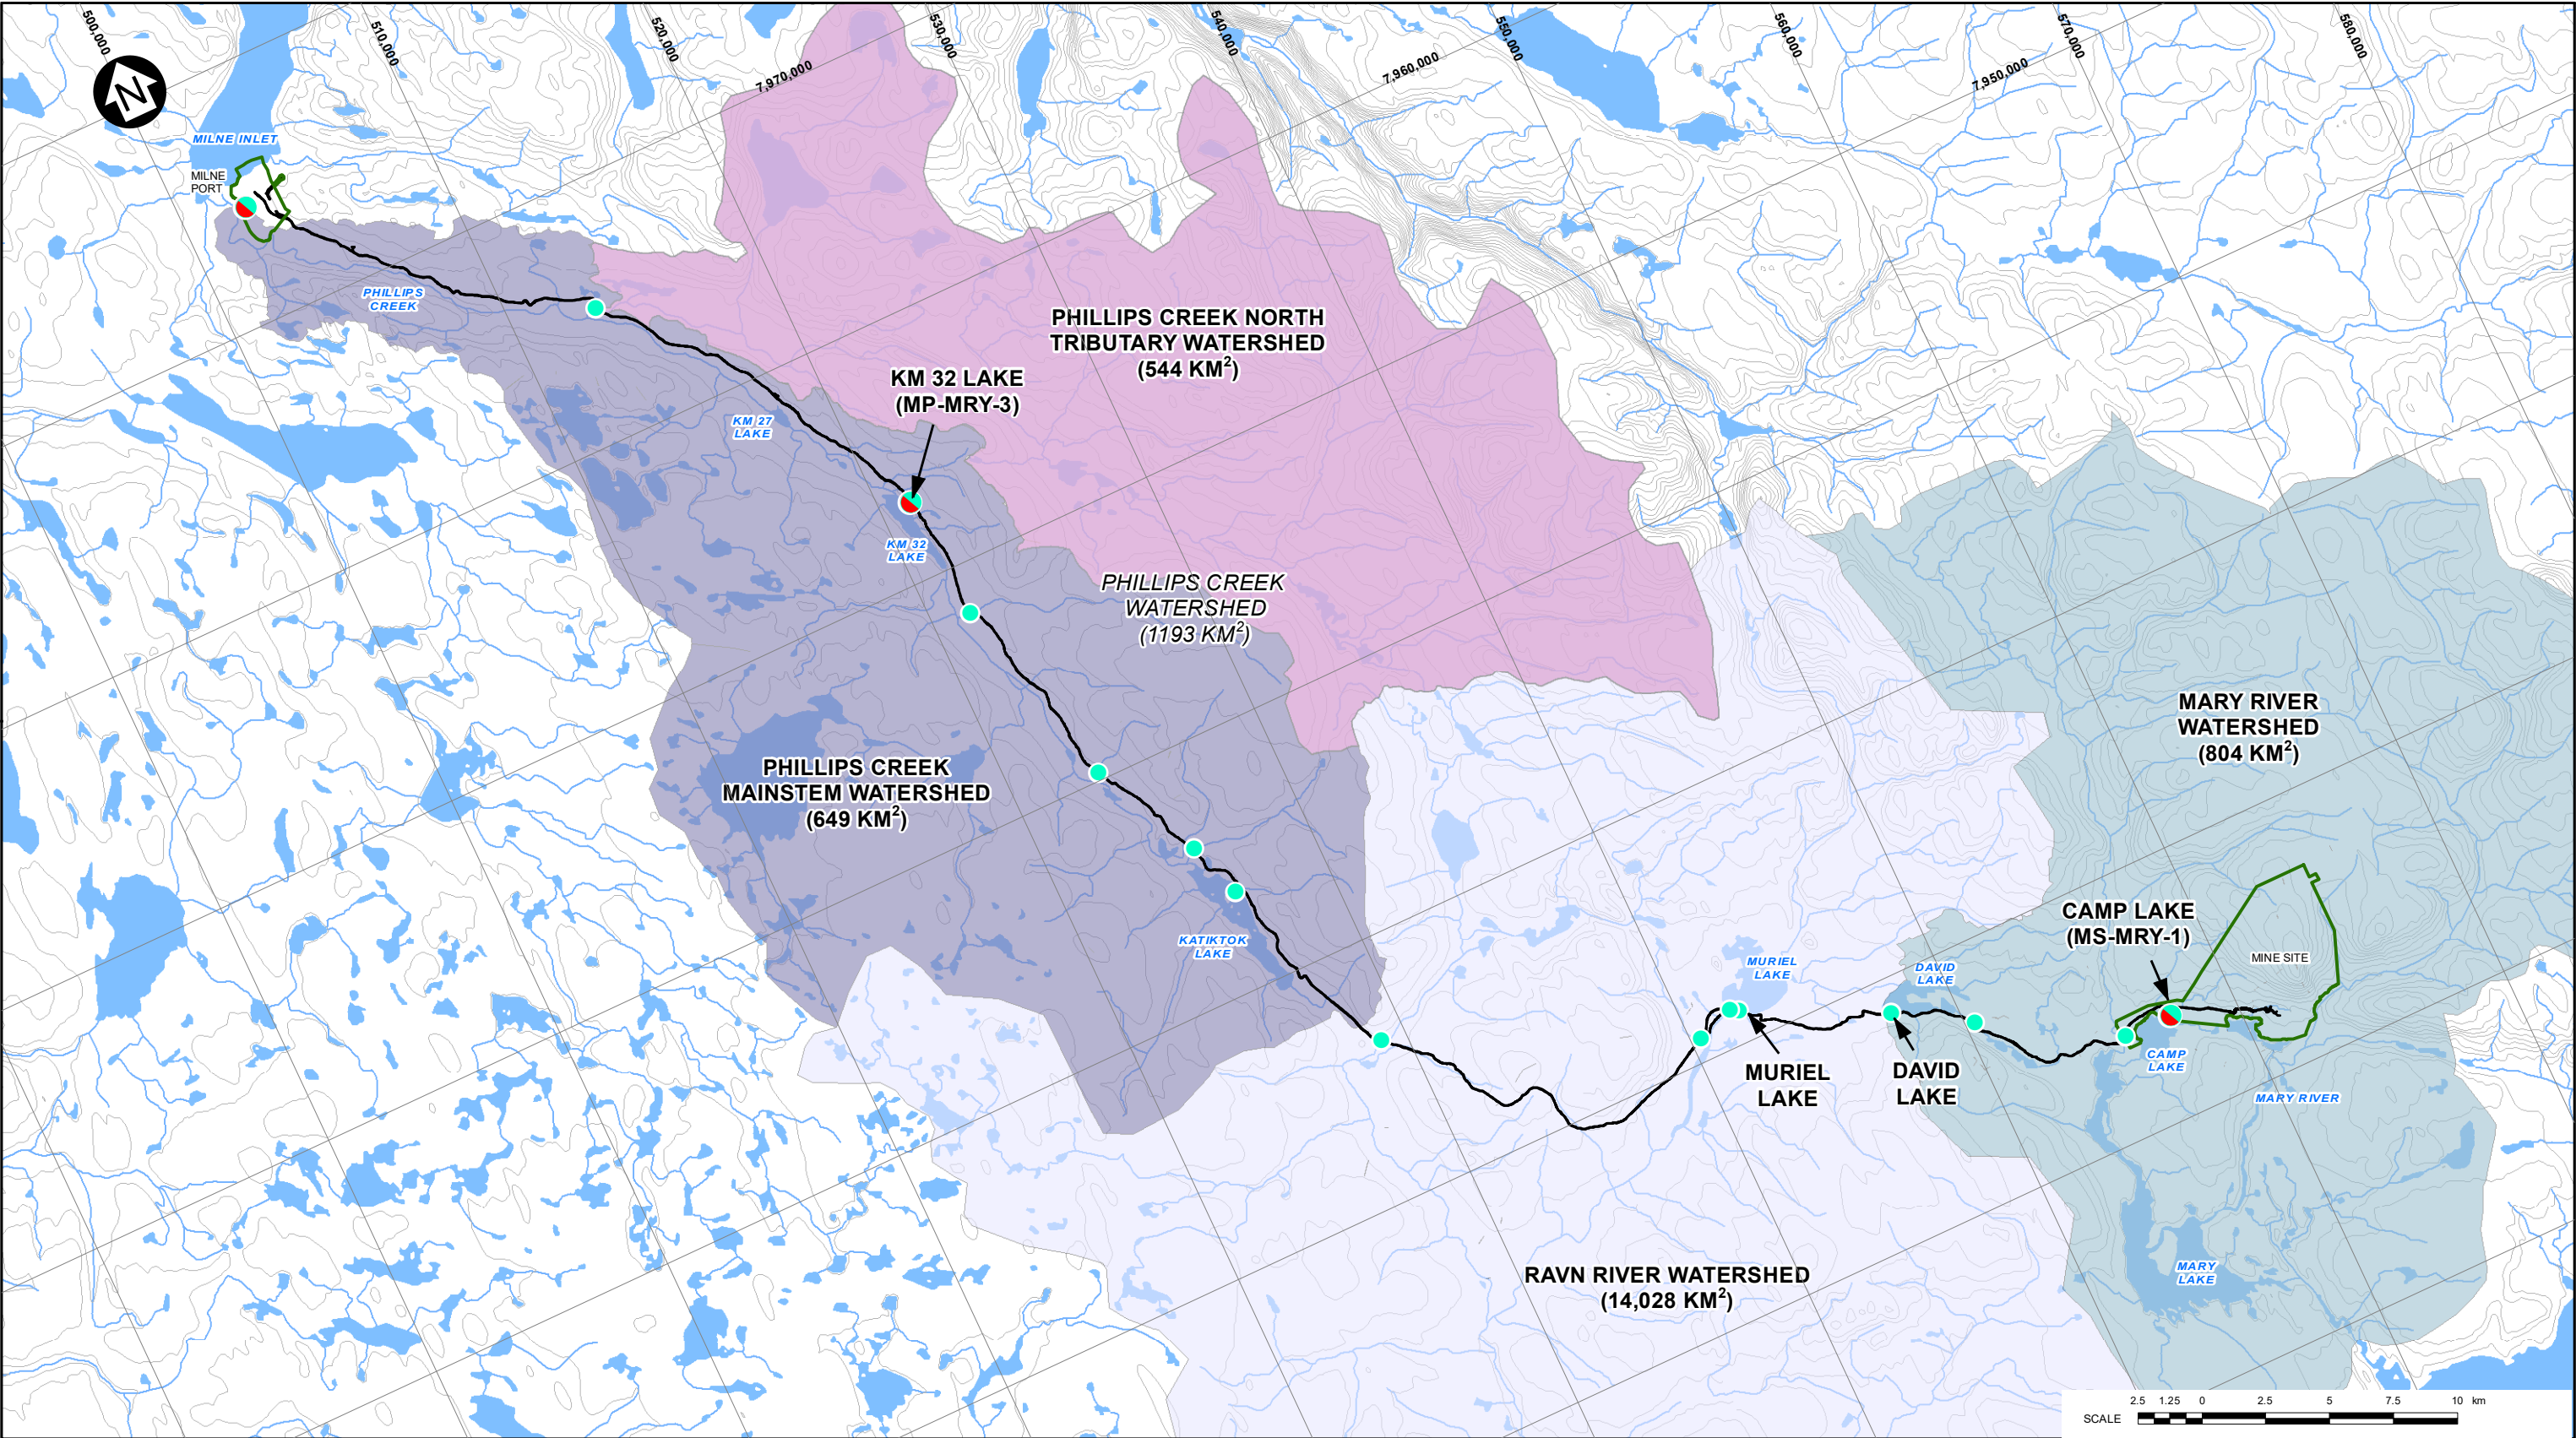 500,000
510,000
520,000
530,000
540,000
550,000
560,000
570,000
580,000
7,970,000
7,960,000
7,950,000
N
MILNE INLET
MILNE
PORT
PHILLIPS
CREEK
PHILLIPS CREEK NORTH
TRIBUTARY WATERSHED
(544 KM²)
KM 32 LAKE
(MP-MRY-3)
KM 27
LAKE
KM 32
LAKE
PHILLIPS CREEK
WATERSHED
(1193 KM²)
PHILLIPS CREEK
MAINSTEM WATERSHED
(649 KM²)
MARY RIVER
WATERSHED
(804 KM²)
KATIKTOK
LAKE
CAMP LAKE
(MS-MRY-1)
MINE SITE
MURIEL
LAKE
DAVID
LAKE
MURIEL
LAKE
DAVID
LAKE
CAMP
LAKE
MARY RIVER
RAVN RIVER WATERSHED
(14,028 KM²)
MARY
LAKE
2.5 1.25 0 2.5 5 7.5 10 km
SCALE